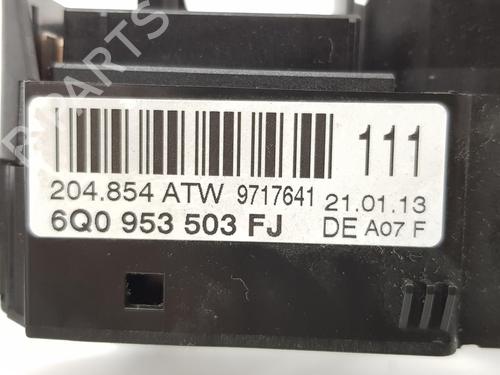 111
204.854 ATW 9717641 21.01.13
6Q0 953 503 FJ DE A07 F